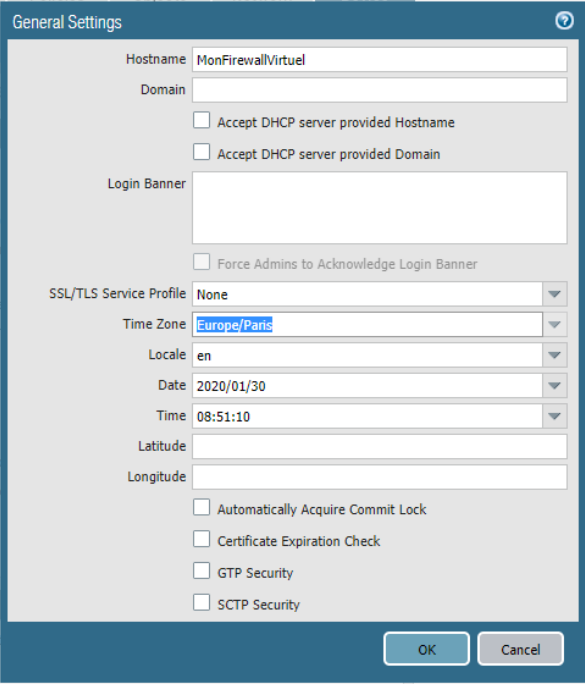 General Settings
Hostname MonFirewallVirtuel
Domain
Accept DHCP server provided Hostname
Accept DHCP server provided Domain
Login Banner
Force Admins to Acknowledge Login Banner
SSL/TLS Service Profile None
Time Zone Europe/Paris
Locale en
Date 2020/01/30
Time 08:51:10
Latitude
Longitude
Automatically Acquire Commit Lock
Certificate Expiration Check
GTP Security
SCTP Security
OK Cancel